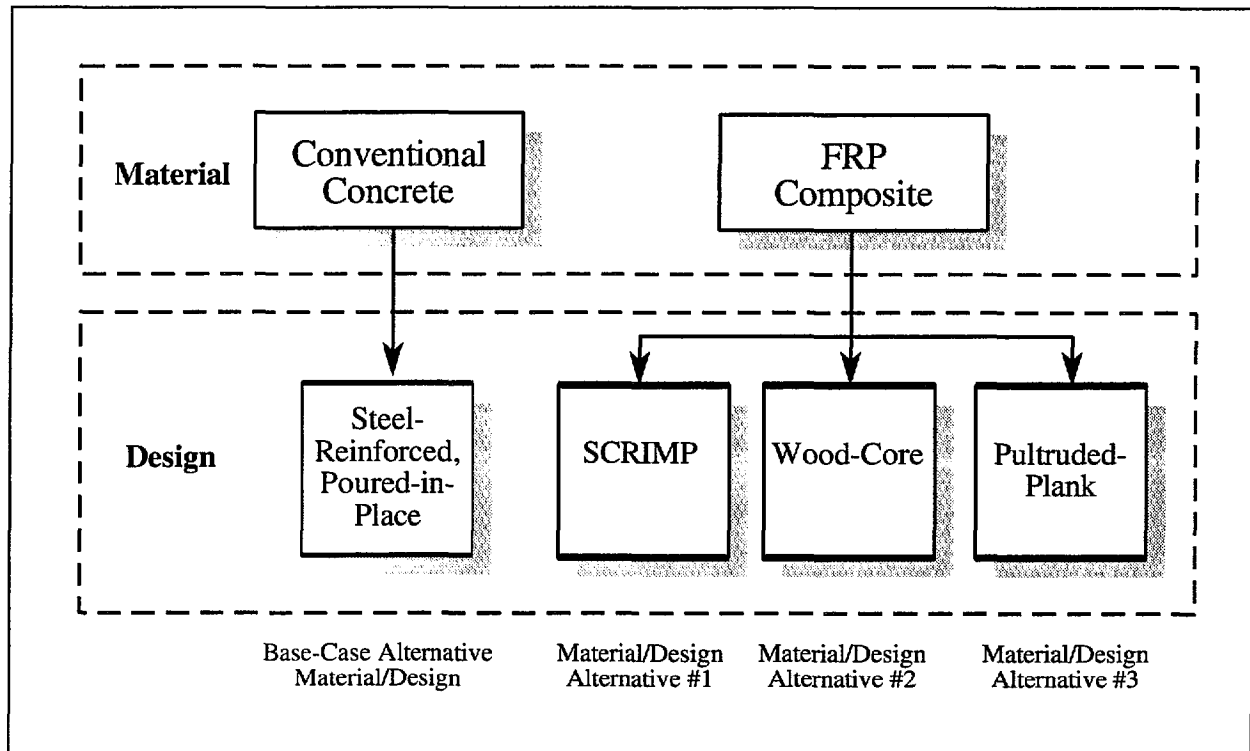 Material
Conventional
Concrete
FRP
Composite
Design
Steel-
Reinforced,
Poured-in-
Place
SCRIMP
Wood-Core
Pultruded-
Plank
Base-Case Alternative
Material/Design
Material/Design
Alternative #1
Material/Design
Alternative #2
Material/Design
Alternative #3